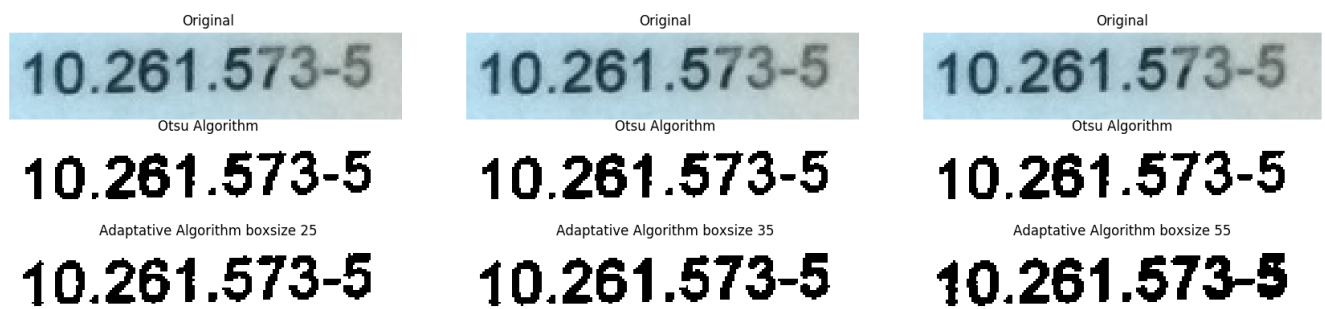 Original
10.261.573-5
Otsu Algorithm
10.261.573-5
Adaptative Algorithm boxsize 25
10.261.573-5
Original
10.261.573-5
Otsu Algorithm
10.261.573-5
Adaptative Algorithm boxsize 35
10.261.573-5
Original
10.261.573-5
Otsu Algorithm
10.261.573-5
Adaptative Algorithm boxsize 55
10.261.573-5